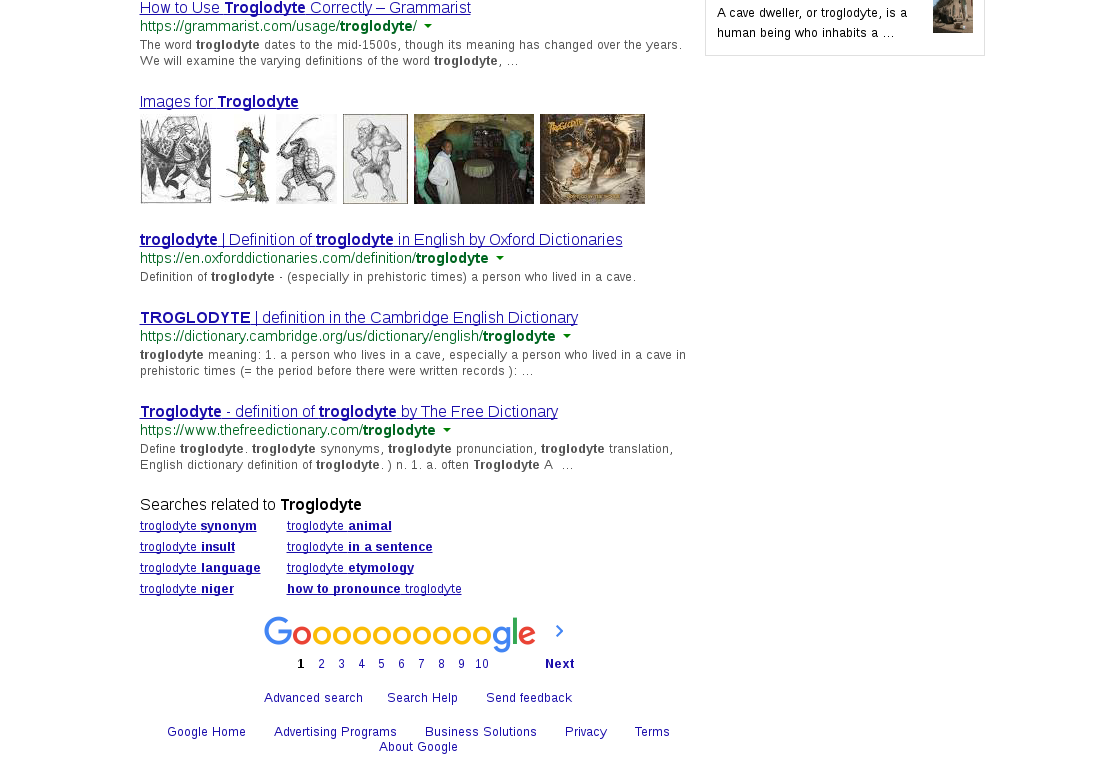 How to Use Troglodyte Correctly – Grammarist
https://grammarist.com/usage/troglodyte/
The word troglodyte dates to the mid-1500s, though its meaning has changed over the years.
We will examine the varying definitions of the word troglodyte, ...
A cave dweller, or troglodyte, is a
human being who inhabits a ...
Images for Troglodyte
troglodyte | Definition of troglodyte in English by Oxford Dictionaries
https://en.oxforddictionaries.com/definition/troglodyte
Definition of troglodyte - (especially in prehistoric times) a person who lived in a cave.
TROGLODYTE | definition in the Cambridge English Dictionary
https://dictionary.cambridge.org/us/dictionary/english/troglodyte
troglodyte meaning: 1. a person who lives in a cave, especially a person who lived in a cave in
prehistoric times (= the period before there were written records ): ...
Troglodyte - definition of troglodyte by The Free Dictionary
https://www.thefreedictionary.com/troglodyte
Define troglodyte. troglodyte synonyms, troglodyte pronunciation, troglodyte translation,
English dictionary definition of troglodyte. ) n. 1. a. often Troglodyte A ...
Searches related to Troglodyte
troglodyte synonym troglodyte animal
troglodyte insult troglodyte in a sentence
troglodyte language troglodyte etymology
troglodyte niger how to pronounce troglodyte
Goooooooooogle
1 2 3 4 5 6 7 8 9 10 Next
Advanced search Search Help Send feedback
Google Home Advertising Programs Business Solutions Privacy Terms
About Google